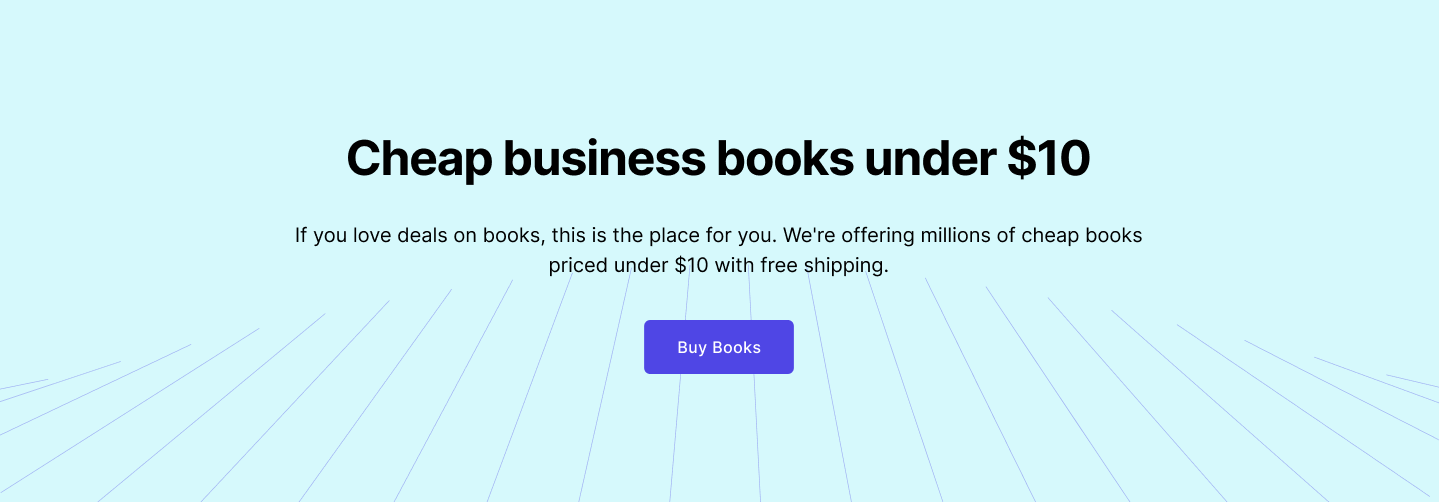 Cheap business books under $10
If you love deals on books, this is the place for you. We're offering millions of cheap books
priced under $10 with free shipping.
Buy Books